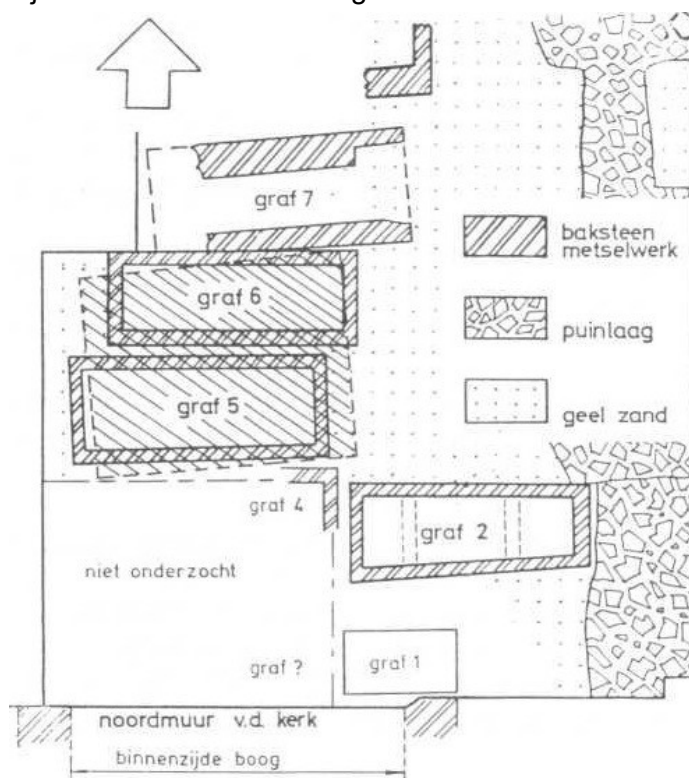 graf 7
baksteen
metselwerk
graf 6
puinlaag
graf 5
geel zand
graf 4
graf 2
niet onderzocht
graf ?
graf 1
noordmuur v.d. kerk
binnenzijde boog